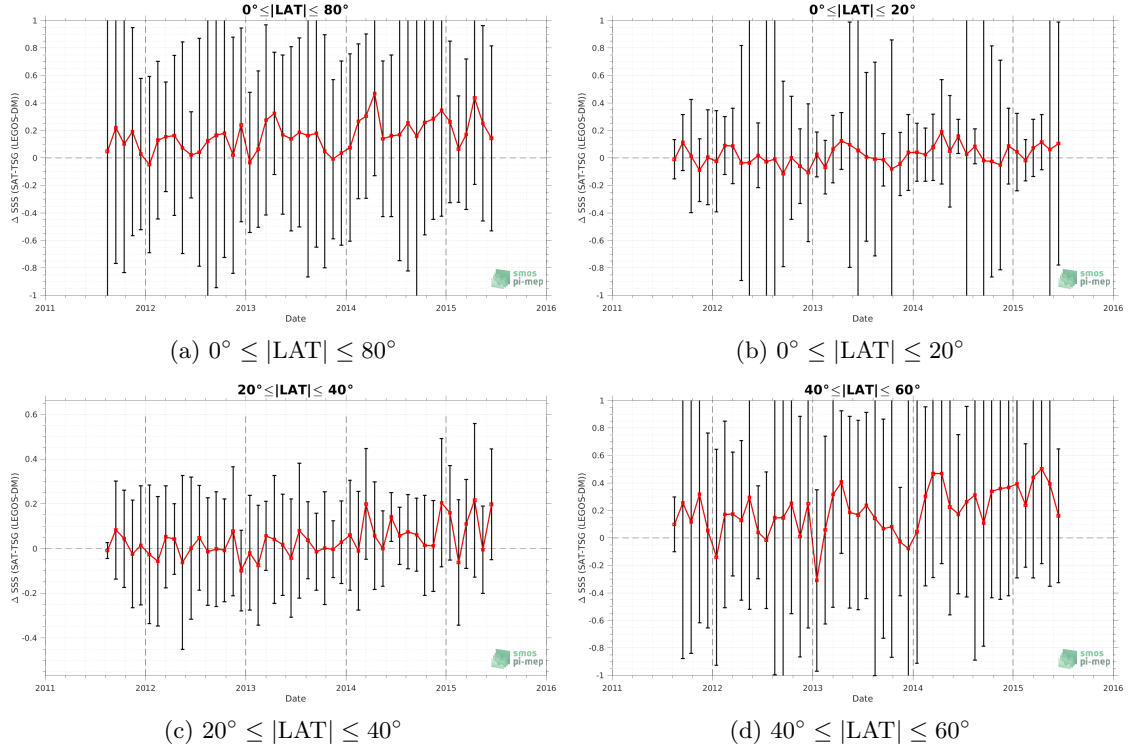 0°≤|LAT|≤ 80°
1
0.8
0.6
0.4
0.2
0
-0.2
-0.4
-0.6
-0.8
-1
Δ SSS (SAT-TSG (LEGOS-DM))
2011 2012 2013 2014 2015 2016
Date
smos
pi-mep
(a) 0° ≤ |LAT| ≤ 80°
0°≤|LAT|≤ 20°
1
0.8
0.6
0.4
0.2
0
-0.2
-0.4
-0.6
-0.8
-1
Δ SSS (SAT-TSG (LEGOS-DM))
2011 2012 2013 2014 2015 2016
Date
smos
pi-mep
(b) 0° ≤ |LAT| ≤ 20°
20°≤|LAT|≤ 40°
0.6
0.4
0.2
0
-0.2
-0.4
Δ SSS (SAT-TSG (LEGOS-DM))
2011 2012 2013 2014 2015 2016
Date
smos
pi-mep
(c) 20° ≤ |LAT| ≤ 40°
40°≤|LAT|≤ 60°
1
0.8
0.6
0.4
0.2
0
-0.2
-0.4
-0.6
-0.8
-1
Δ SSS (SAT-TSG (LEGOS-DM))
2011 2012 2013 2014 2015 2016
Date
smos
pi-mep
(d) 40° ≤ |LAT| ≤ 60°